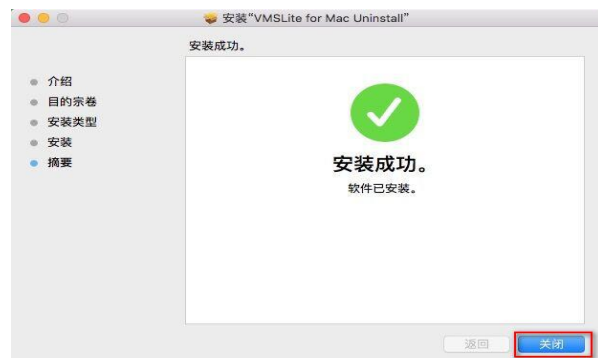 安装“VMSLite for Mac Uninstall”
安装成功。
介绍
目的宗卷
安装类型
安装
摘要
安装成功。
软件已安装。
返回
关闭